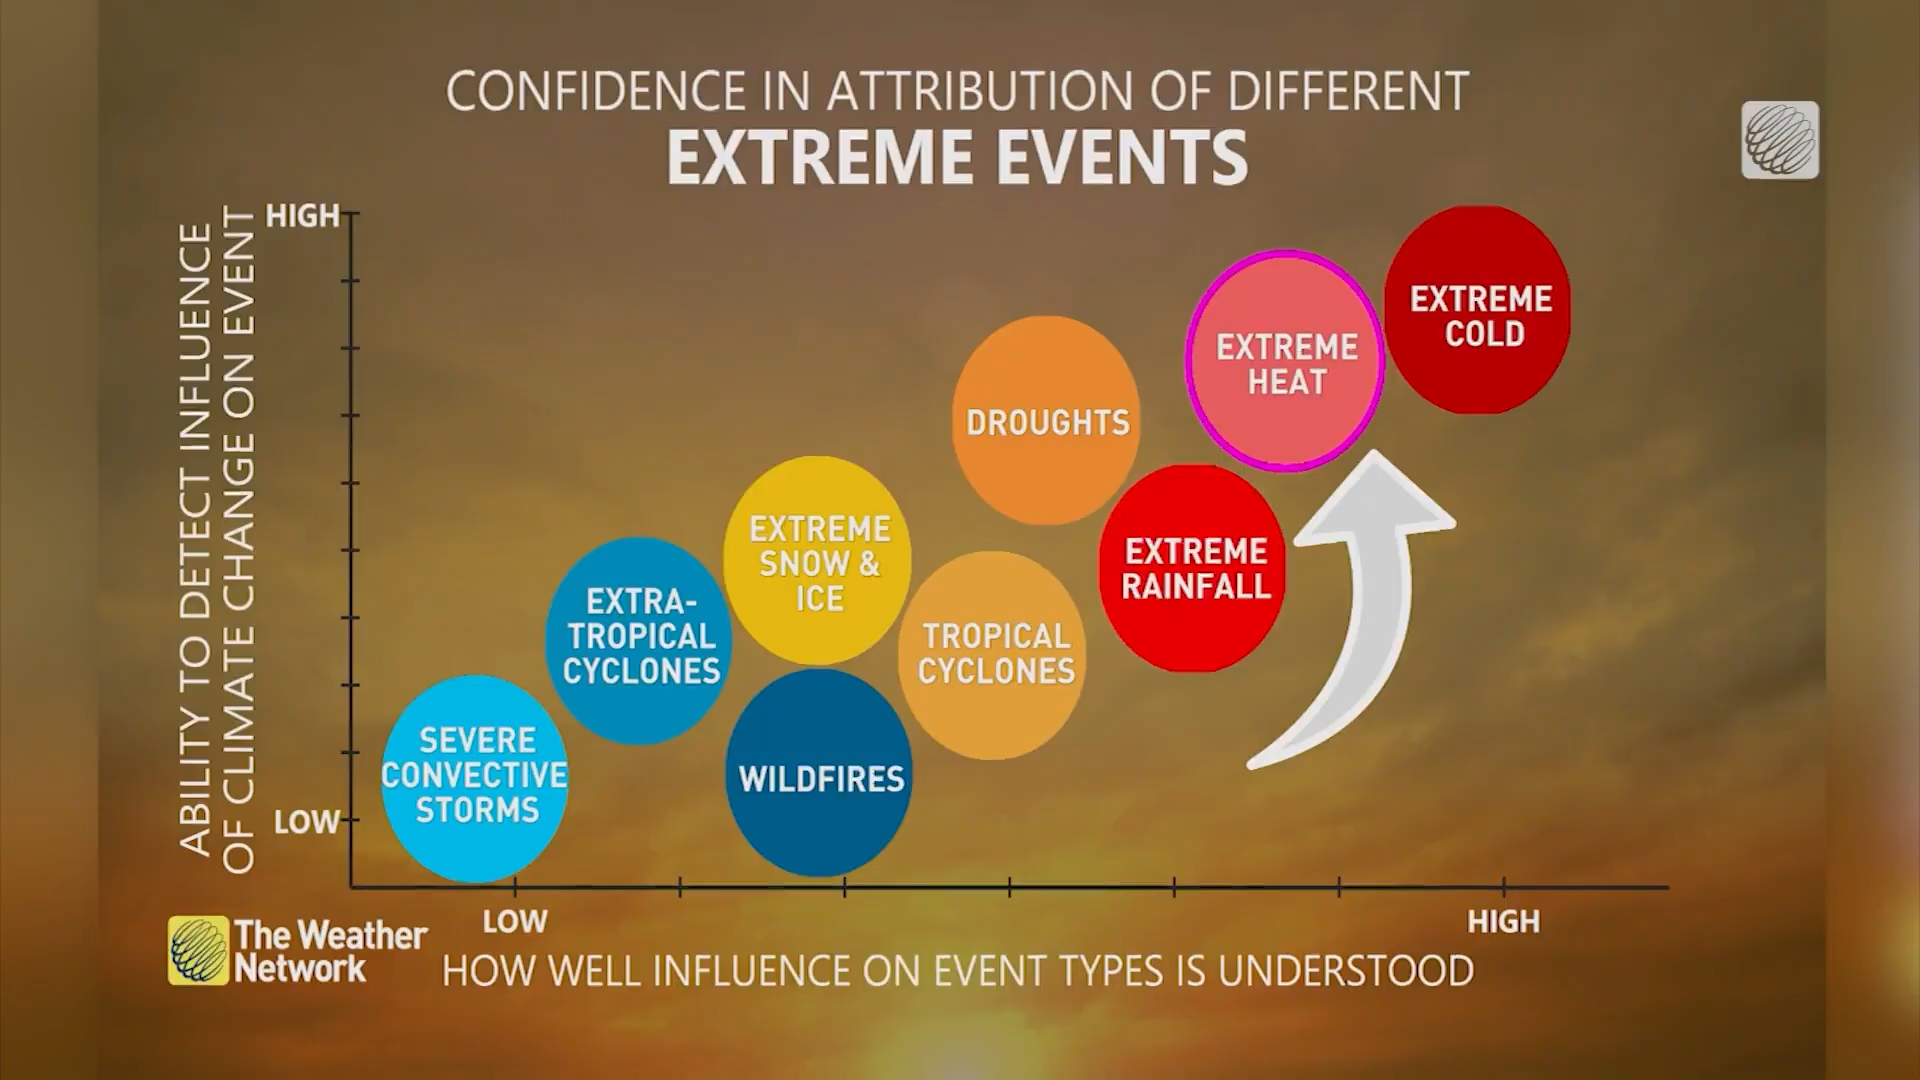 CONFIDENCE IN ATTRIBUTION OF DIFFERENT
EXTREME EVENTS
ABILITY TO DETECT INFLUENCE
OF CLIMATE CHANGE ON EVENT
HIGH
LOW
EXTREME
COLD
EXTREME
HEAT
DROUGHTS
EXTREME
RAINFALL
EXTREME
SNOW &
ICE
TROPICAL
CYCLONES
EXTRA-
TROPICAL
CYCLONES
WILDFIRES
SEVERE
CONVECTIVE
STORMS
LOW
HIGH
HOW WELL INFLUENCE ON EVENT TYPES IS UNDERSTOOD
The Weather
Network